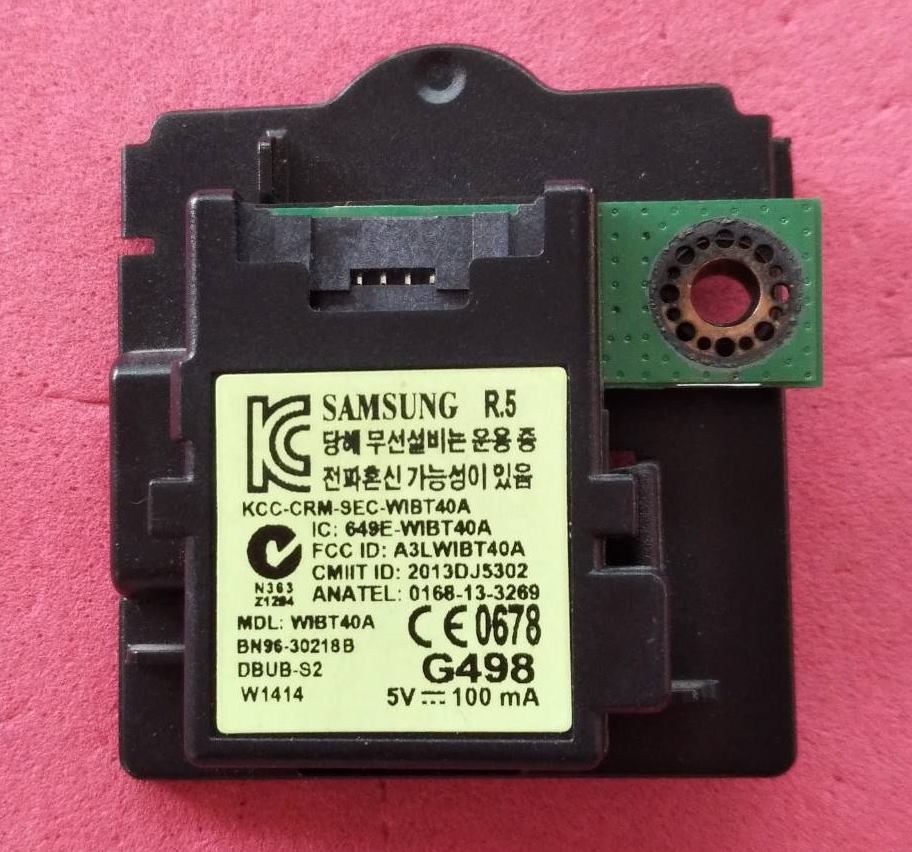 KC SAMSUNG R.5
당해 무선설비는 운용 중
전파혼신 가능성이 있음
KCC-CRM-SEC-WIBT40A
IC: 649E-WIBT40A
FCC ID: A3LWIBT40A
CMIIT ID: 2013DJ5302
N363
Z1294
ANATEL: 0168-13-3269
MDL: WIBT40A
CE0678
BN96-30218B
DBUB-S2
G498
W1414
5V ⎓ 100 mA